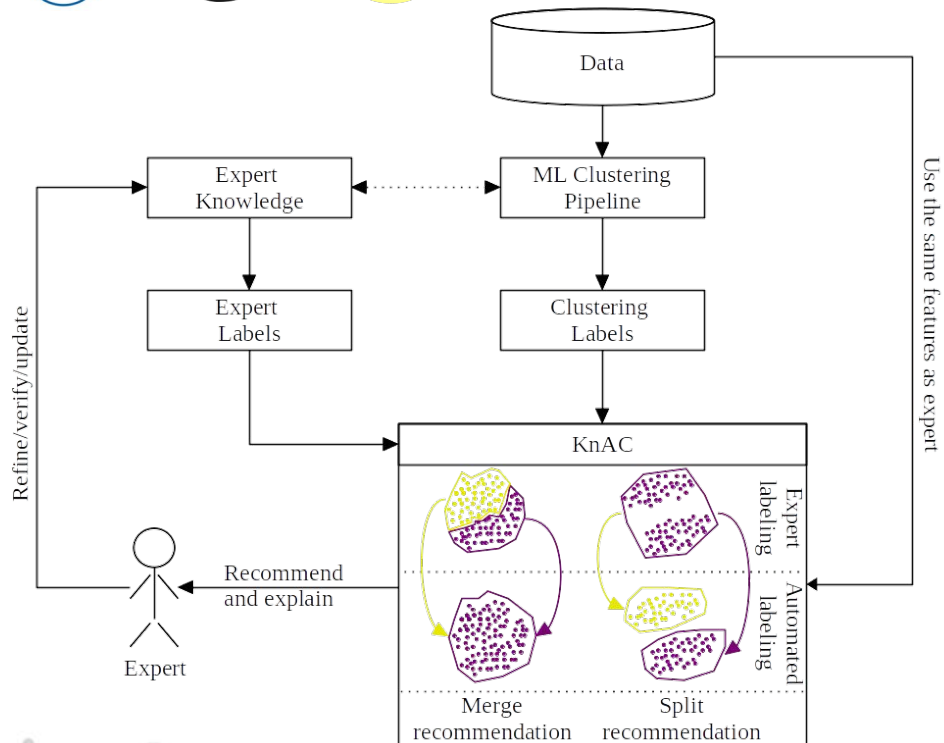 Data
Expert
Knowledge
ML Clustering
Pipeline
Use the same features as expert
Expert
Labels
Clustering
Labels
Refine/verify/update
KnAC
Expert
labeling
Automated
labeling
Recommend
and explain
Expert
Merge
recommendation
Split
recommendation